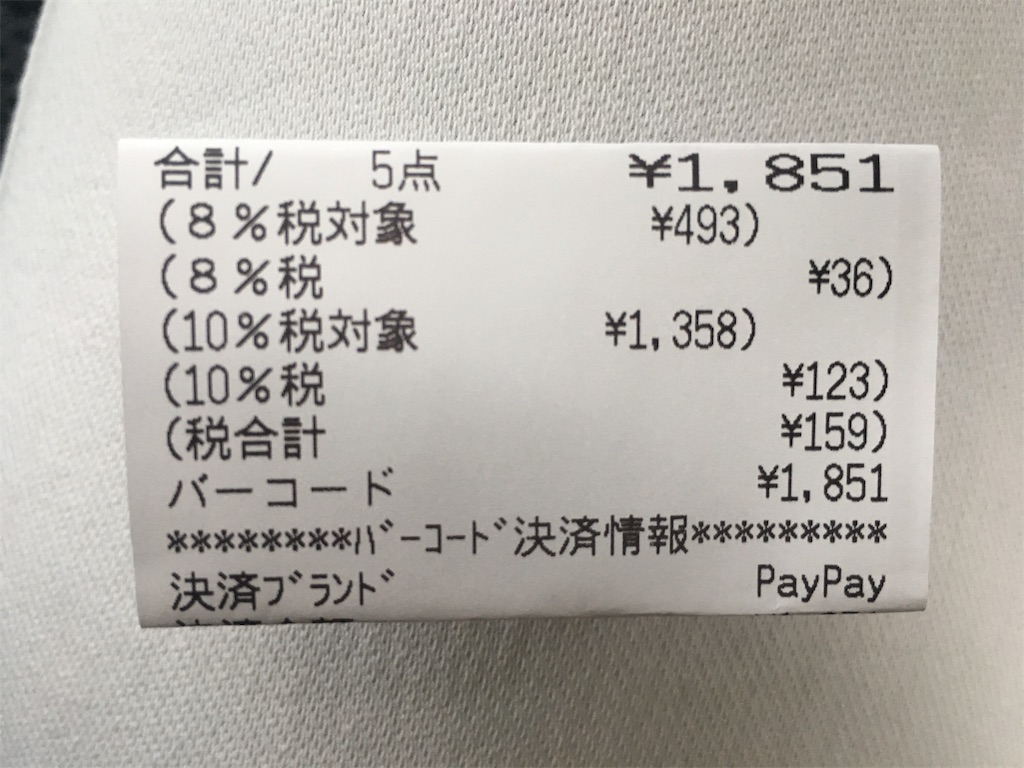 合計/ 5点 ¥1,851
(8%税対象 ¥493)
(8%税 ¥36)
(10%税対象 ¥1,358)
(10%税 ¥123)
(税合計 ¥159)
バーコード ¥1,851
********ﾊﾞｰｺｰﾄﾞ決済情報*********
決済ﾌﾞﾗﾝﾄﾞ PayPay